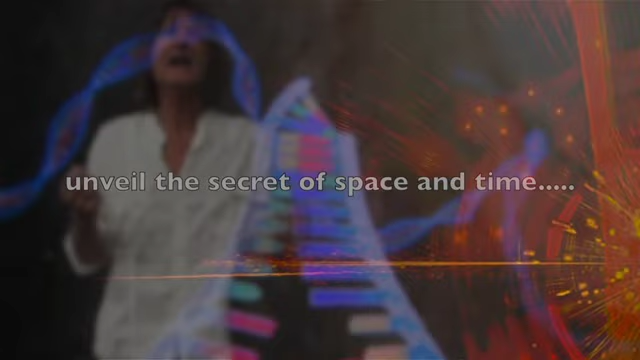 unveil the secret of space and time.....